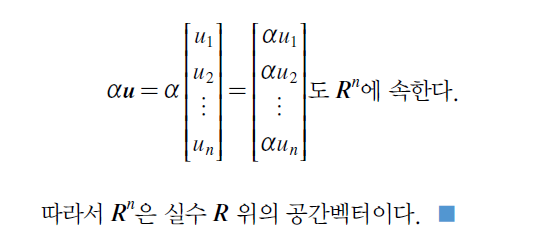 αu = α [u₁ u₂ ⋮ uₙ] = [αu₁ αu₂ ⋮ αuₙ] 도 Rⁿ에 속한다.
따라서 Rⁿ은 실수 R 위의 공간벡터이다. ■